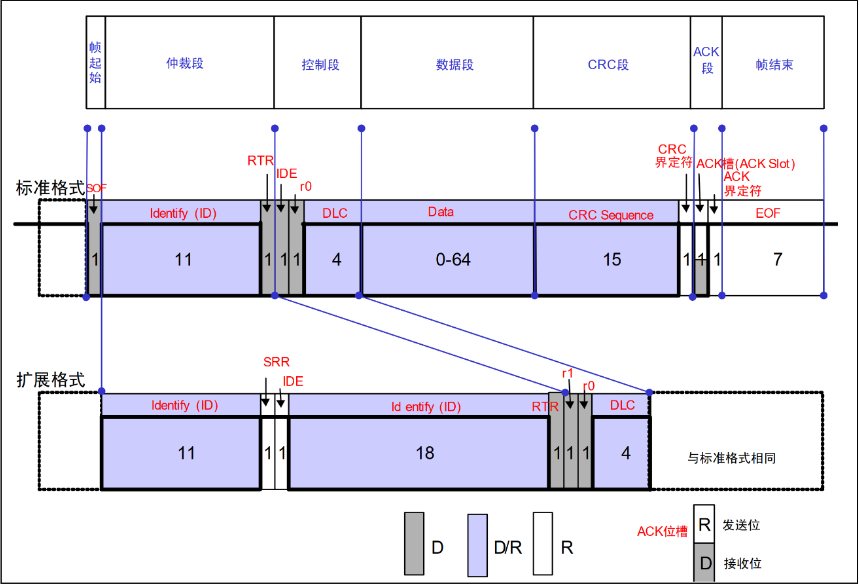 帧起始
仲裁段
控制段
数据段
CRC段
ACK段
帧结束
RTR
IDE
r0
CRC
界定符
ACK槽(ACK Slot)
ACK
界定符
标准格式
SOF
Identify (ID)
DLC
Data
CRC Sequence
EOF
1
11
1
1
1
4
0-64
15
1
1
1
7
扩展格式
SRR
IDE
r1
r0
Identify (ID)
Id entify (ID)
RTR
DLC
11
1
1
18
1
1
1
4
与标准格式相同
D
D/R
R
ACK位槽
R
发送位
D
接收位